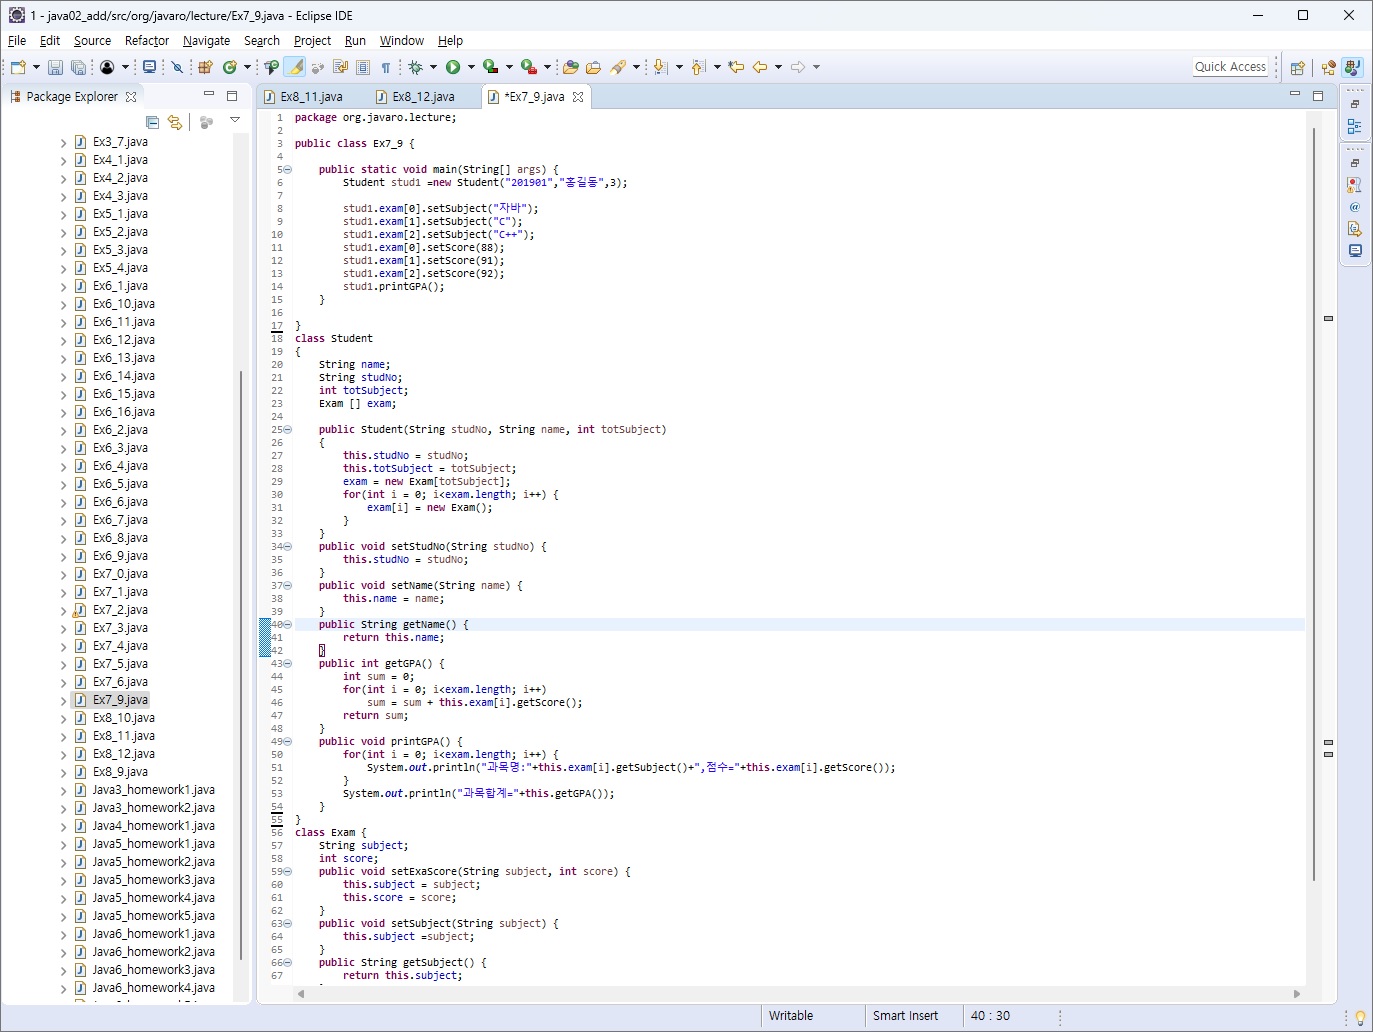 1 - java02_add/src/org/javaro/lecture/Ex7_9.java - Eclipse IDE
File Edit Source Refactor Navigate Search Project Run Window Help
Quick Access
Package Explorer
Ex3_7.java
Ex4_1.java
Ex4_2.java
Ex4_3.java
Ex5_1.java
Ex5_2.java
Ex5_3.java
Ex5_4.java
Ex6_1.java
Ex6_10.java
Ex6_11.java
Ex6_12.java
Ex6_13.java
Ex6_14.java
Ex6_15.java
Ex6_16.java
Ex6_2.java
Ex6_3.java
Ex6_4.java
Ex6_5.java
Ex6_6.java
Ex6_7.java
Ex6_8.java
Ex6_9.java
Ex7_0.java
Ex7_1.java
Ex7_2.java
Ex7_3.java
Ex7_4.java
Ex7_5.java
Ex7_6.java
Ex7_9.java
Ex8_10.java
Ex8_11.java
Ex8_12.java
Ex8_9.java
Java3_homework1.java
Java3_homework2.java
Java4_homework1.java
Java5_homework1.java
Java5_homework2.java
Java5_homework3.java
Java5_homework4.java
Java5_homework5.java
Java6_homework1.java
Java6_homework2.java
Java6_homework3.java
Java6_homework4.java
Ex8_11.java Ex8_12.java *Ex7_9.java
1 package org.javaro.lecture;
2
3 public class Ex7_9 {
4
5 public static void main(String[] args) {
6 Student stud1 =new Student("201901","홍길동",3);
7
8 stud1.exam[0].setSubject("자바");
9 stud1.exam[1].setSubject("C");
10 stud1.exam[2].setSubject("C++");
11 stud1.exam[0].setScore(88);
12 stud1.exam[1].setScore(91);
13 stud1.exam[2].setScore(92);
14 stud1.printGPA();
15 }
16
17 }
18 class Student
19 {
20 String name;
21 String studNo;
22 int totSubject;
23 Exam [] exam;
24
25 public Student(String studNo, String name, int totSubject)
26 {
27 this.studNo = studNo;
28 this.totSubject = totSubject;
29 exam = new Exam[totSubject];
30 for(int i = 0; i<exam.length; i++) {
31 exam[i] = new Exam();
32 }
33 }
34 public void setStudNo(String studNo) {
35 this.studNo = studNo;
36 }
37 public void setName(String name) {
38 this.name = name;
39 }
40 public String getName() {
41 return this.name;
42 }
43 public int getGPA() {
44 int sum = 0;
45 for(int i = 0; i<exam.length; i++)
46 sum = sum + this.exam[i].getScore();
47 return sum;
48 }
49 public void printGPA() {
50 for(int i = 0; i<exam.length; i++) {
51 System.out.println("과목명:"+this.exam[i].getSubject()+",점수="+this.exam[i].getScore());
52 }
53 System.out.println("과목합계="+this.getGPA());
54 }
55 }
56 class Exam {
57 String subject;
58 int score;
59 public void setExaScore(String subject, int score) {
60 this.subject = subject;
61 this.score = score;
62 }
63 public void setSubject(String subject) {
64 this.subject =subject;
65 }
66 public String getSubject() {
67 return this.subject;
Writable Smart Insert 40 : 30